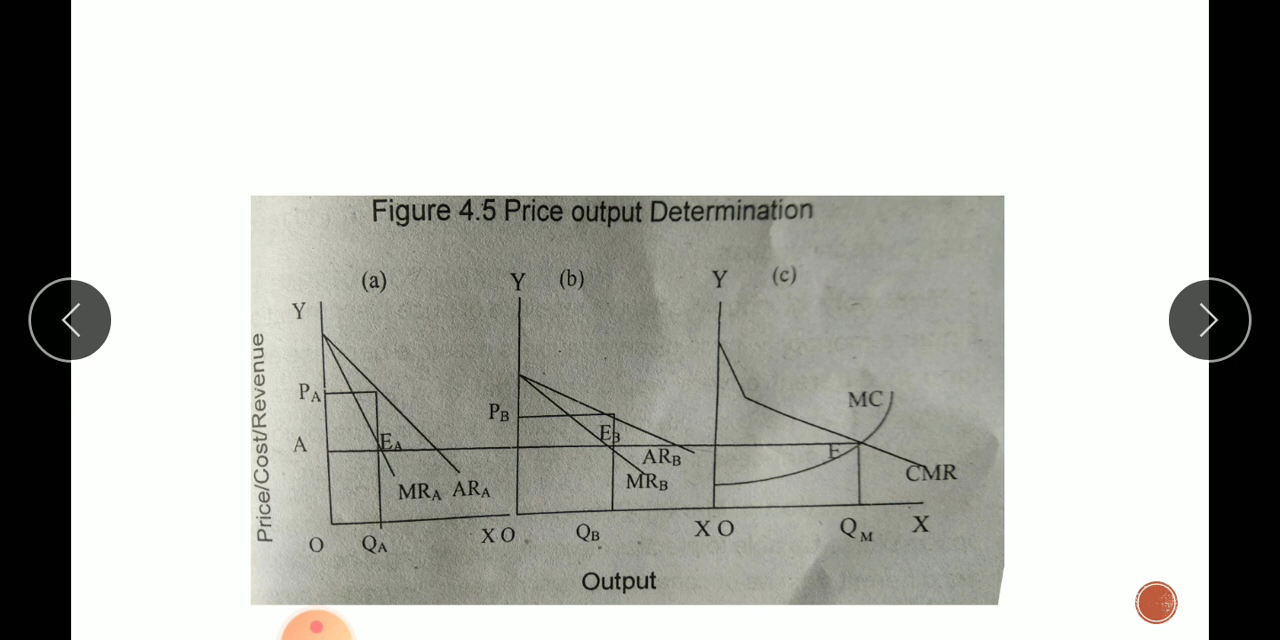 Figure 4.5 Price output Determination
(a)
Y (b)
Y (c)
Y
Price/Cost/Revenue
PA
PB
MC
A
EA
EB
E
ARB
MRB
CMR
MRA ARA
O QA
X O QB
X O QM X
Output